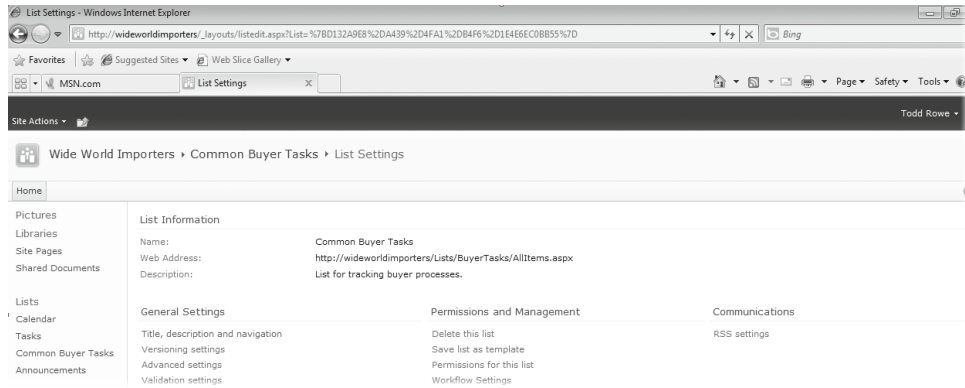 List Settings - Windows Internet Explorer
http://wideworldimporters/_layouts/listedit.aspx?List=%7BD132A9E8%2DA439%2D4FA1%2DB4F6%2D1E4E6EC0BB55%7D
Bing
Favorites Suggested Sites Web Slice Gallery
MSN.com List Settings X
Page Safety Tools
Site Actions Todd Rowe
Wide World Importers Common Buyer Tasks List Settings
Home
Pictures
Libraries
Site Pages
Shared Documents
Lists
Calendar
Tasks
Common Buyer Tasks
Announcements
List Information
Name: Common Buyer Tasks
Web Address: http://wideworldimporters/Lists/BuyerTasks/AllItems.aspx
Description: List for tracking buyer processes.
General Settings
Title, description and navigation
Versioning settings
Advanced settings
Validation settings
Permissions and Management
Delete this list
Save list as template
Permissions for this list
Workflow Settings
Communications
RSS settings